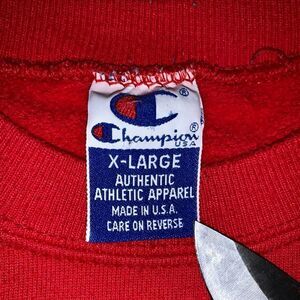 ®
Champion®
USA
X-LARGE
AUTHENTIC
ATHLETIC APPAREL
MADE IN U.S.A.
CARE ON REVERSE